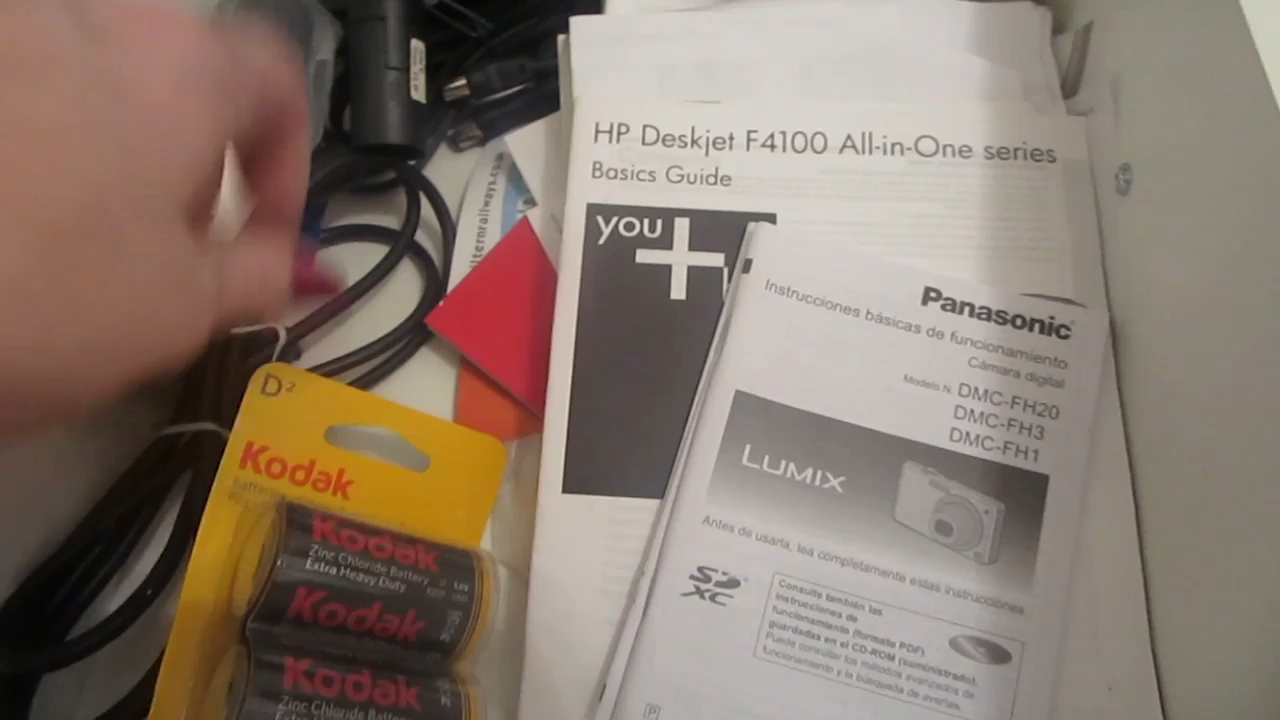 HP Deskjet F4100 All-in-One series
Basics Guide
you
Panasonic
Instrucciones básicas de funcionamiento
Cámara digital
Modelo N. DMC-FH20
DMC-FH3
DMC-FH1
LUMIX
Antes de usarla, lea completamente estas instrucciones.
SD
XC
Consulte también las
instrucciones de
funcionamiento (formato PDF)
guardadas en el CD-ROM (suministrado).
Puede consultar los métodos avanzados de
funcionamiento y la búsqueda de averías.
P
D²
Kodak
Kodak
Zinc Chloride Battery
Extra Heavy Duty
Kodak
Kodak
Zinc Chloride